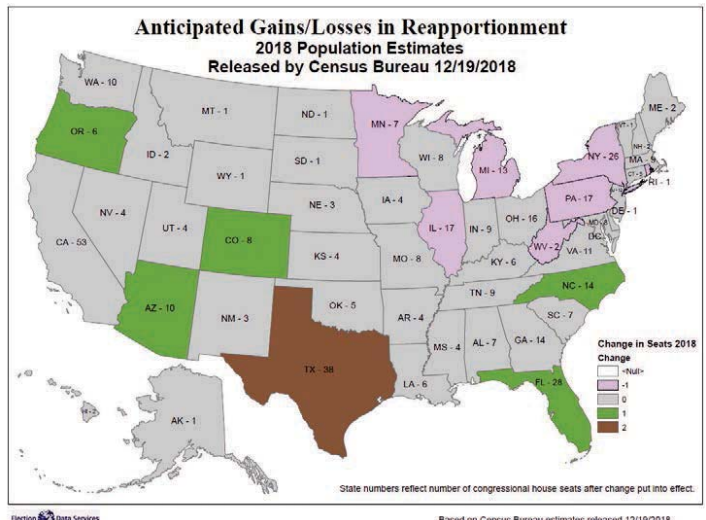 Anticipated Gains/Losses in Reapportionment
2018 Population Estimates
Released by Census Bureau 12/19/2018
WA - 10
OR - 6
MT - 1
ID - 2
WY - 1
ND - 1
SD - 1
NE - 3
MN - 7
WI - 8
MI - 13
IA - 4
NY - 26
ME - 2
VT - 1
NH - 2
MA - 9
CT - 5
RI - 1
PA - 17
DE - 1
DC
CA - 53
NV - 4
UT - 4
CO - 8
KS - 4
MO - 8
IL - 17
IN - 9
OH - 16
WV - 2
VA - 11
KY - 6
AZ - 10
NM - 3
OK - 5
AR - 4
TN - 9
NC - 14
SC - 7
MS - 4
AL - 7
GA - 14
TX - 38
LA - 6
FL - 28
AK - 1
HI - 2
Change in Seats 2018
Change
<Null>
-1
0
1
2
State numbers reflect number of congressional house seats after change put into effect.
Election Data Services
Based on Census Bureau estimates released 12/19/2018